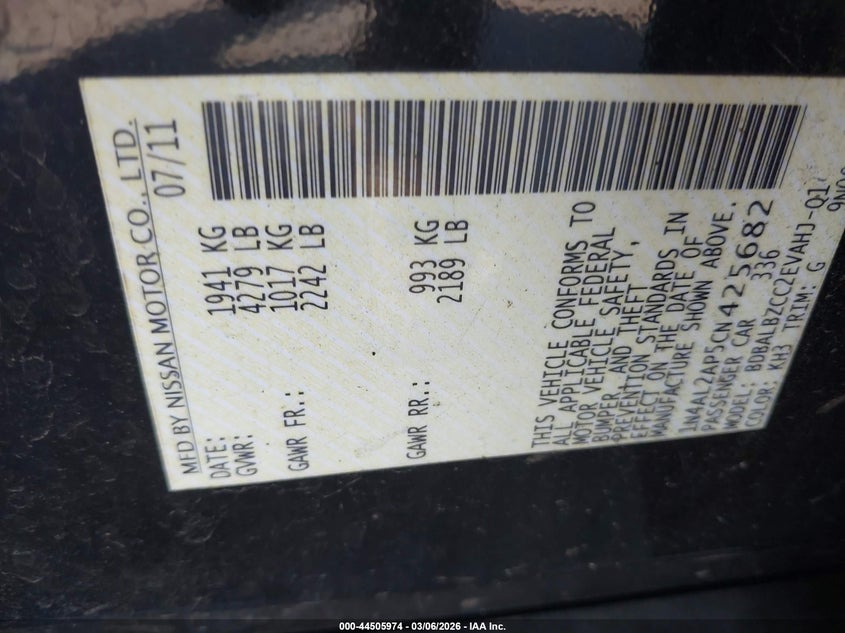 MFD BY NISSAN MOTOR CO., LTD.
DATE: 07/11
GVWR: 1941 KG
4279 LB
GAWR FR.: 1017 KG
2242 LB
GAWR RR.: 993 KG
2189 LB
THIS VEHICLE CONFORMS TO
ALL APPLICABLE FEDERAL
MOTOR VEHICLE SAFETY,
BUMPER, AND THEFT
PREVENTION STANDARDS IN
EFFECT ON THE DATE OF
MANUFACTURE SHOWN ABOVE.
1N4AL2AP5CN425682
PASSENGER CAR 336
MODEL: BDBALBZCC2EVAHJ-Q1
COLOR: KH3 TRIM: G
000-44505974 - 03/06/2026 - IAA Inc.